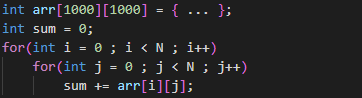 int arr[1000][1000] = { ... };
int sum = 0;
for(int i = 0 ; i < N ; i++)
    for(int j = 0 ; j < N ; j++)
        sum += arr[i][j];